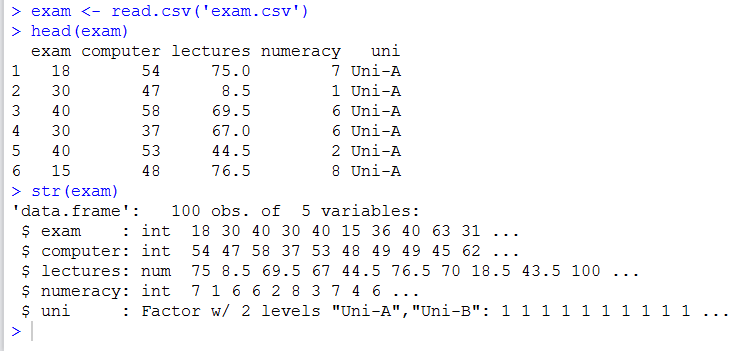 > exam <- read.csv('exam.csv')
> head(exam)
  exam computer lectures numeracy   uni
1   18       54     75.0        7 Uni-A
2   30       47      8.5        1 Uni-A
3   40       58     69.5        6 Uni-A
4   30       37     67.0        6 Uni-A
5   40       53     44.5        2 Uni-A
6   15       48     76.5        8 Uni-A
> str(exam)
'data.frame':   100 obs. of  5 variables:
 $ exam    : int  18 30 40 30 40 15 36 40 63 31 ...
 $ computer: int  54 47 58 37 53 48 49 49 45 62 ...
 $ lectures: num  75 8.5 69.5 67 44.5 76.5 70 18.5 43.5 100 ...
 $ numeracy: int  7 1 6 6 2 8 3 7 4 6 ...
 $ uni     : Factor w/ 2 levels "Uni-A","Uni-B": 1 1 1 1 1 1 1 1 1 1 ...
>